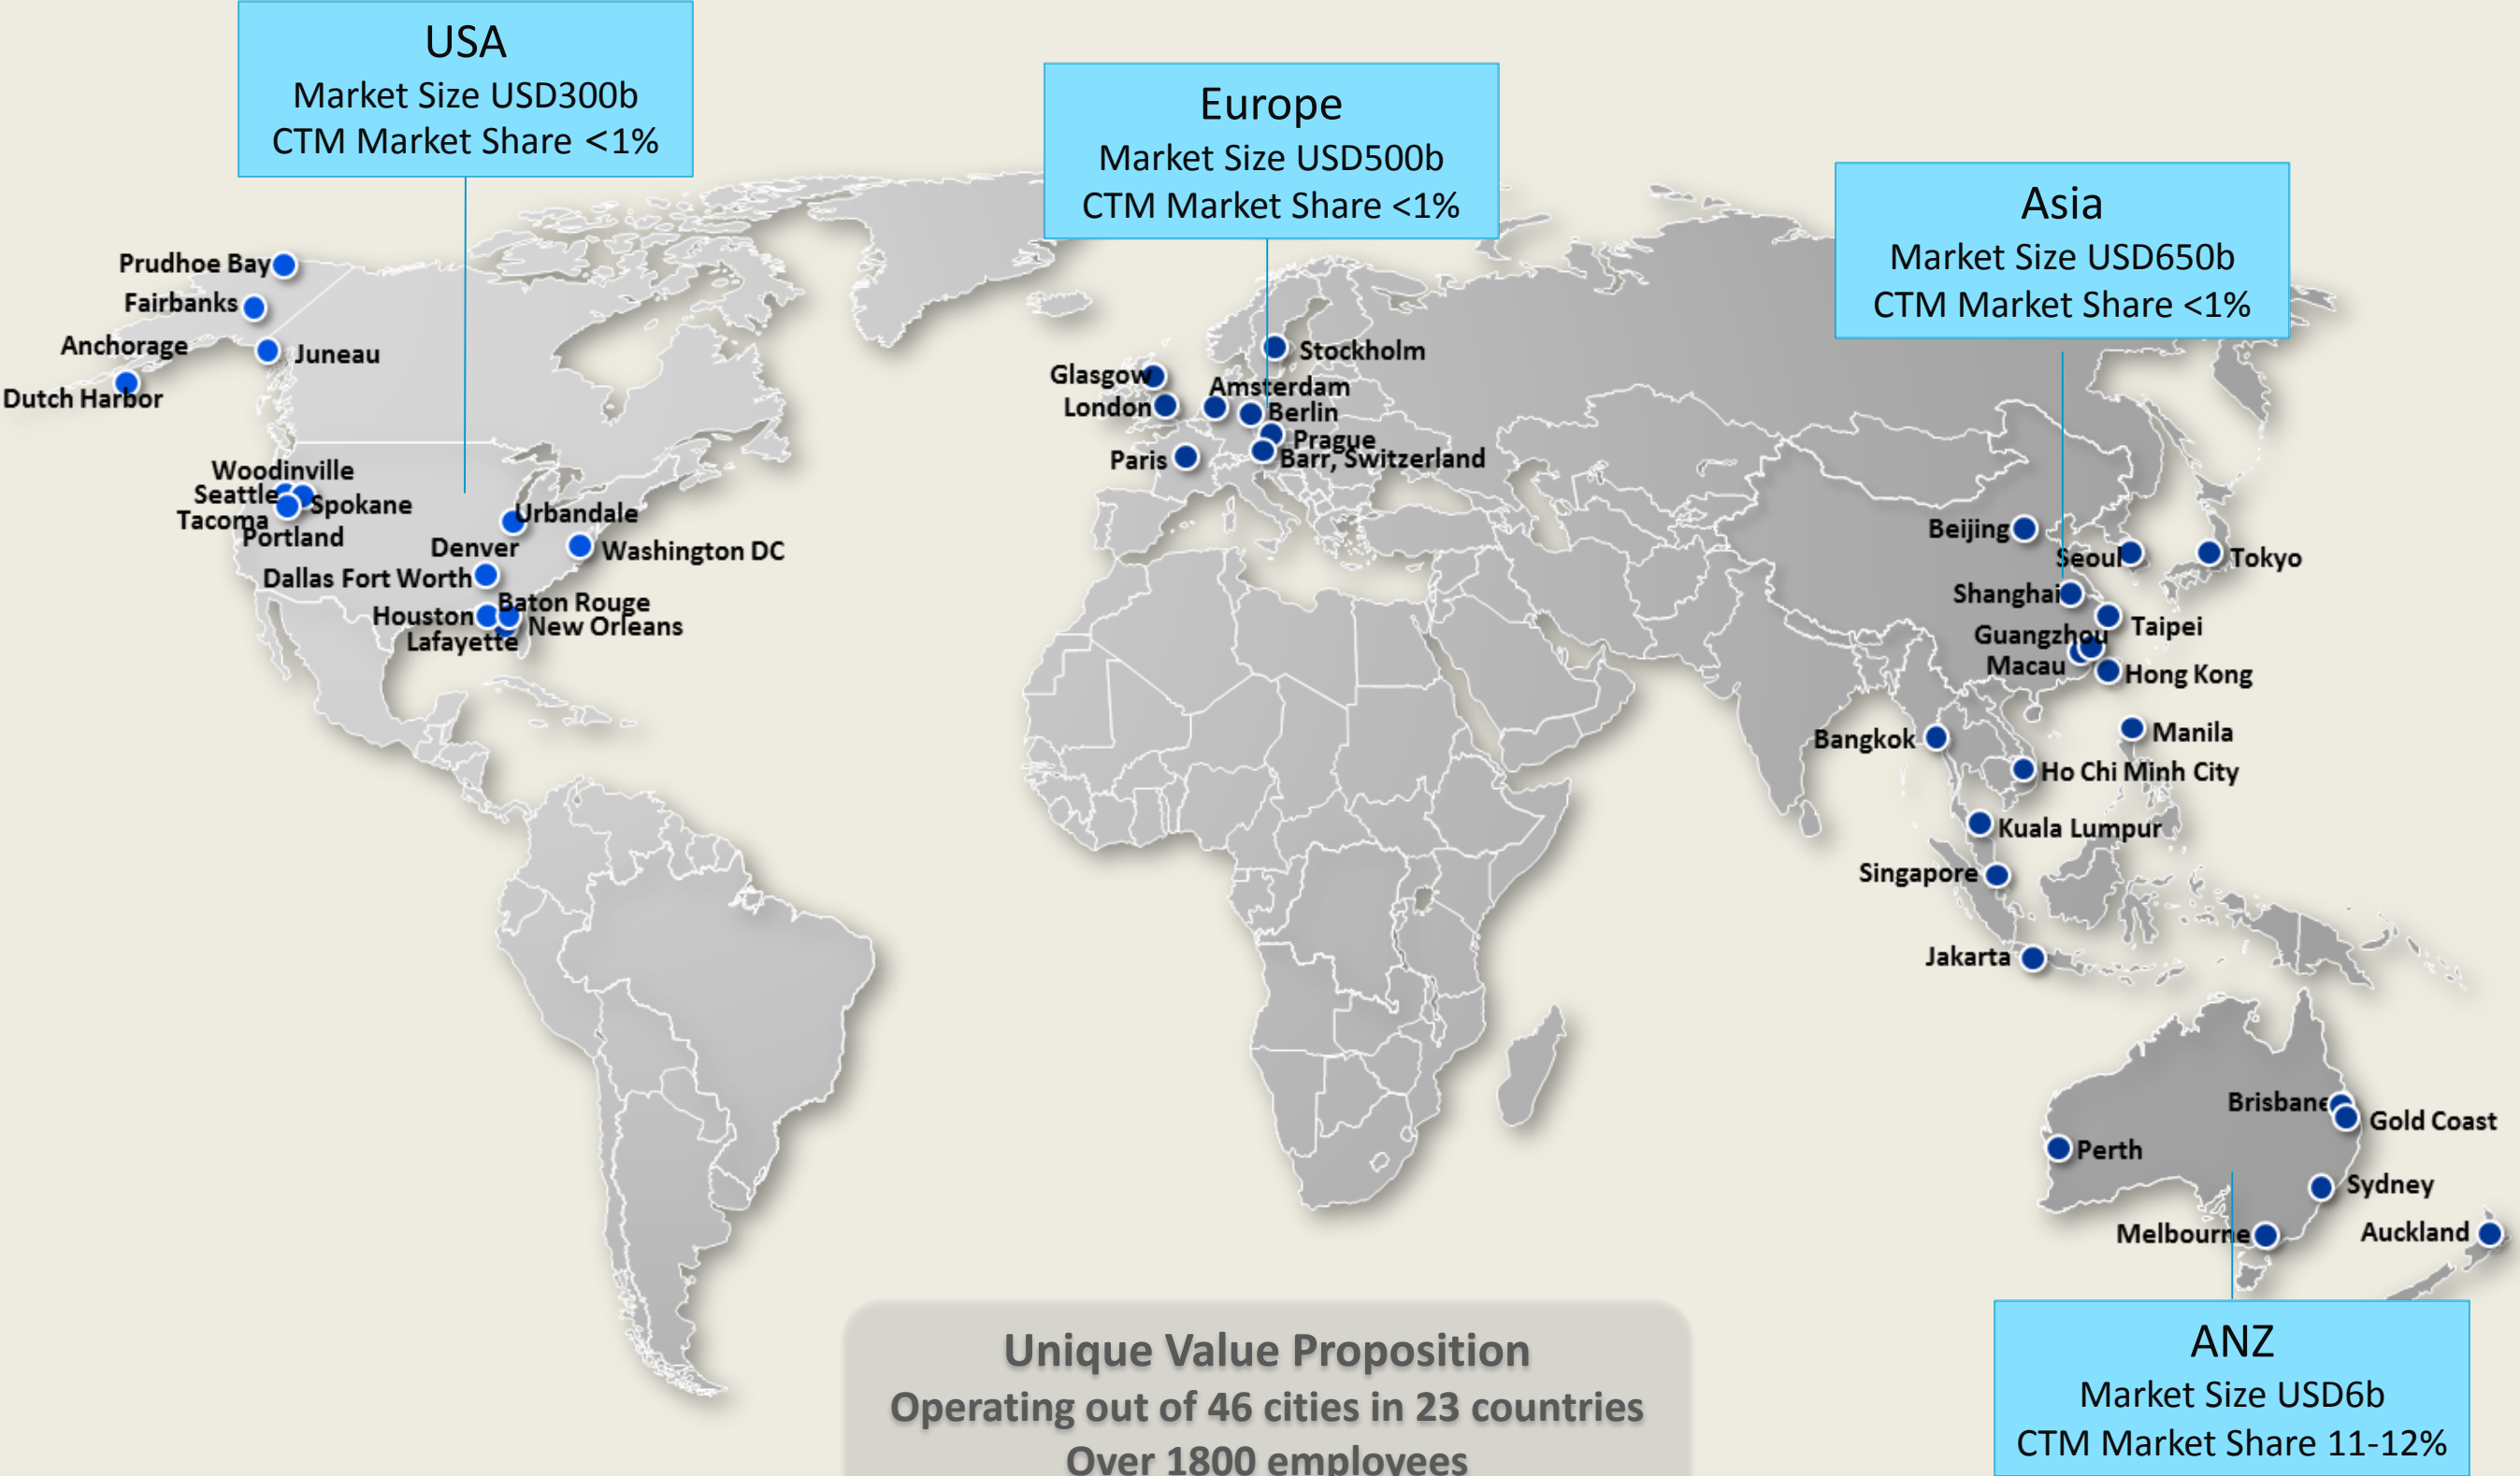 USA
Market Size USD300b
CTM Market Share <1%
Europe
Market Size USD500b
CTM Market Share <1%
Asia
Market Size USD650b
CTM Market Share <1%
Prudhoe Bay
Fairbanks
Anchorage
Juneau
Dutch Harbor
Woodinville
Seattle
Spokane
Tacoma
Portland
Urbandale
Denver
Washington DC
Dallas Fort Worth
Baton Rouge
Houston
New Orleans
Lafayette
Stockholm
Glasgow
Amsterdam
London
Berlin
Prague
Barr, Switzerland
Paris
Beijing
Seoul
Tokyo
Shanghai
Taipei
Guangzhou
Macau
Hong Kong
Manila
Bangkok
Ho Chi Minh City
Kuala Lumpur
Singapore
Jakarta
Brisbane
Gold Coast
Perth
Sydney
Melbourne
Auckland
ANZ
Market Size USD6b
CTM Market Share 11-12%
Unique Value Proposition
Operating out of 46 cities in 23 countries
Over 1800 employees